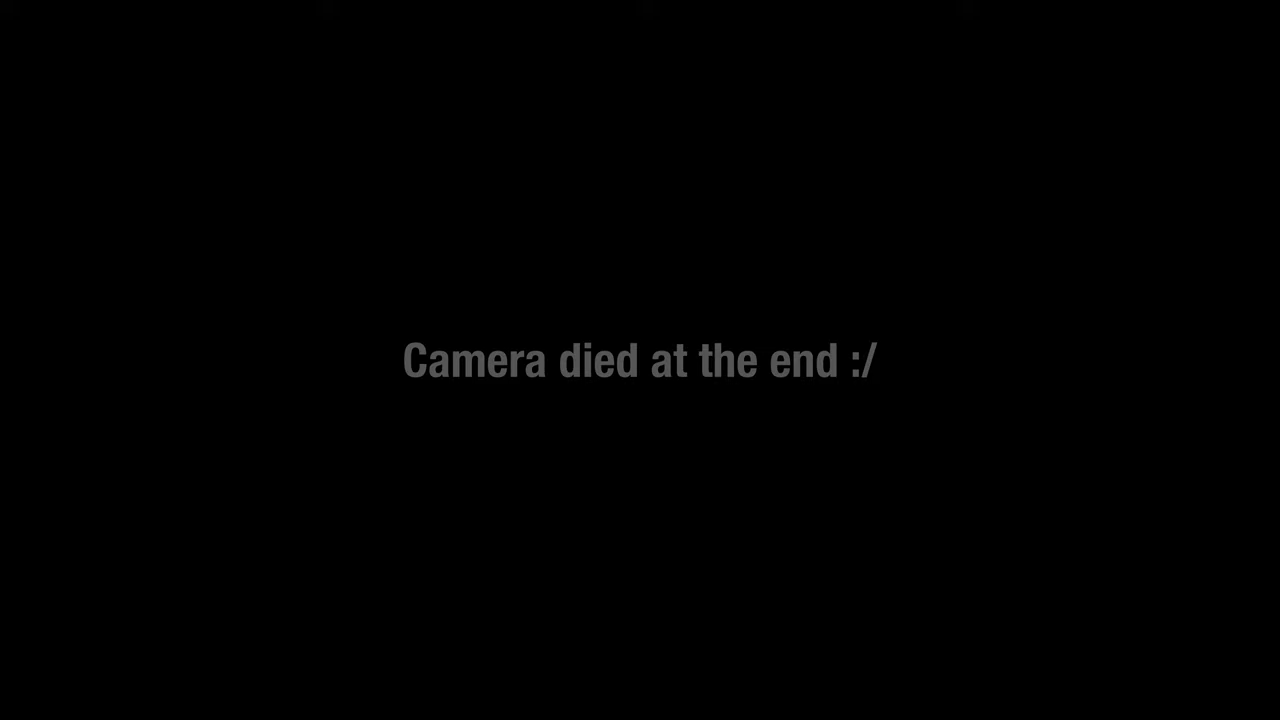 Camera died at the end :/